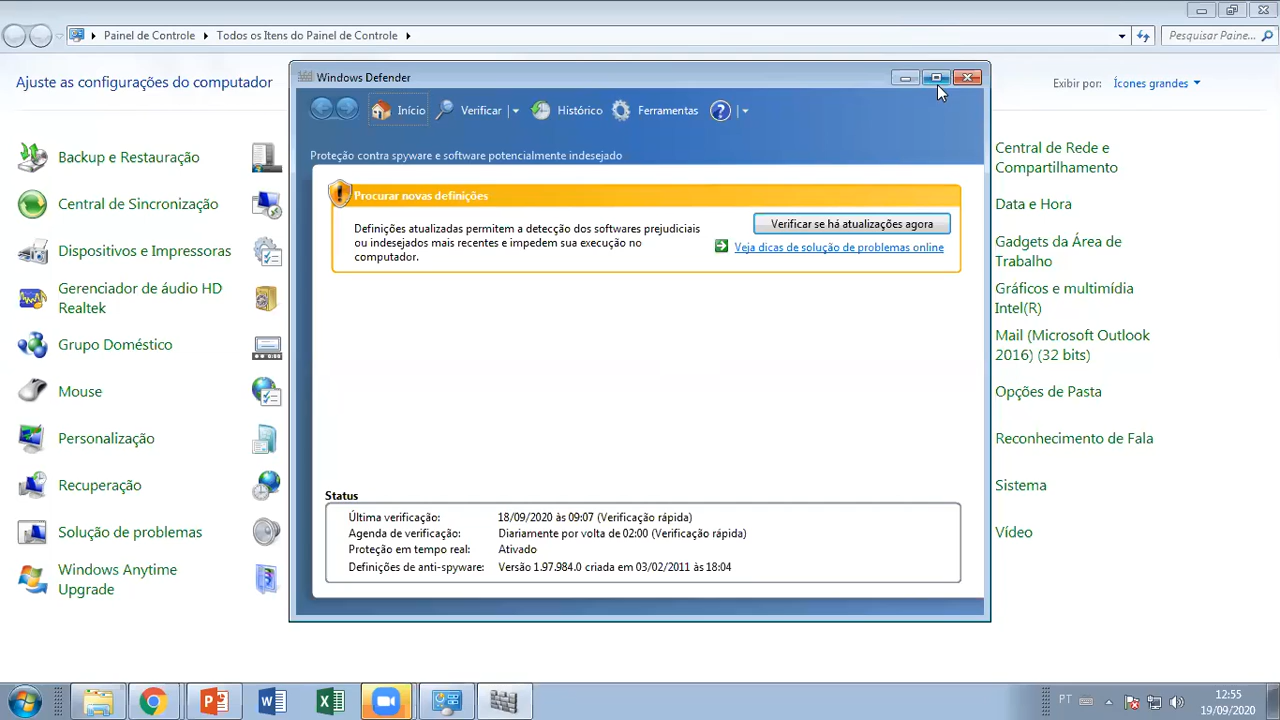 Painel de Controle
Todos os Itens do Painel de Controle
Pesquisar Paine...
Ajuste as configurações do computador
Exibir por:
Ícones grandes
Windows Defender
Início
Verificar
Histórico
Ferramentas
?
Proteção contra spyware e software potencialmente indesejado
Procurar novas definições
Definições atualizadas permitem a detecção dos softwares prejudiciais
ou indesejados mais recentes e impedem sua execução no
computador.
Verificar se há atualizações agora
Veja dicas de solução de problemas online
Status
Última verificação: 18/09/2020 às 09:07 (Verificação rápida)
Agenda de verificação: Diariamente por volta de 02:00 (Verificação rápida)
Proteção em tempo real: Ativado
Definições de anti-spyware: Versão 1.97.984.0 criada em 03/02/2011 às 18:04
Backup e Restauração
Central de Sincronização
Dispositivos e Impressoras
Gerenciador de áudio HD
Realtek
Grupo Doméstico
Mouse
Personalização
Recuperação
Solução de problemas
Windows Anytime
Upgrade
Central de Rede e
Compartilhamento
Data e Hora
Gadgets da Área de
Trabalho
Gráficos e multimídia
Intel(R)
Mail (Microsoft Outlook
2016) (32 bits)
Opções de Pasta
Reconhecimento de Fala
Sistema
Vídeo
PT
12:55
19/09/2020